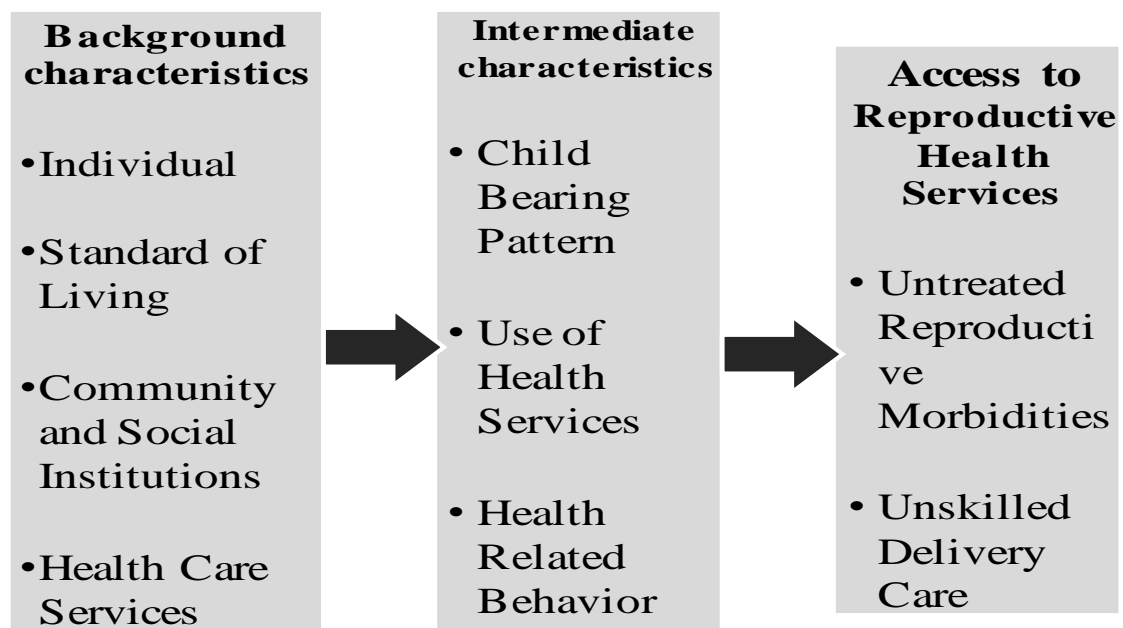 Background
characteristics
•Individual
•Standard of
Living
•Community
and Social
Institutions
•Health Care
Services
Intermediate
characteristics
• Child
Bearing
Pattern
• Use of
Health
Services
• Health
Related
Behavior
Access to
Reproductive
Health
Services
• Untreated
Reproducti
ve
Morbidities
• Unskilled
Delivery
Care